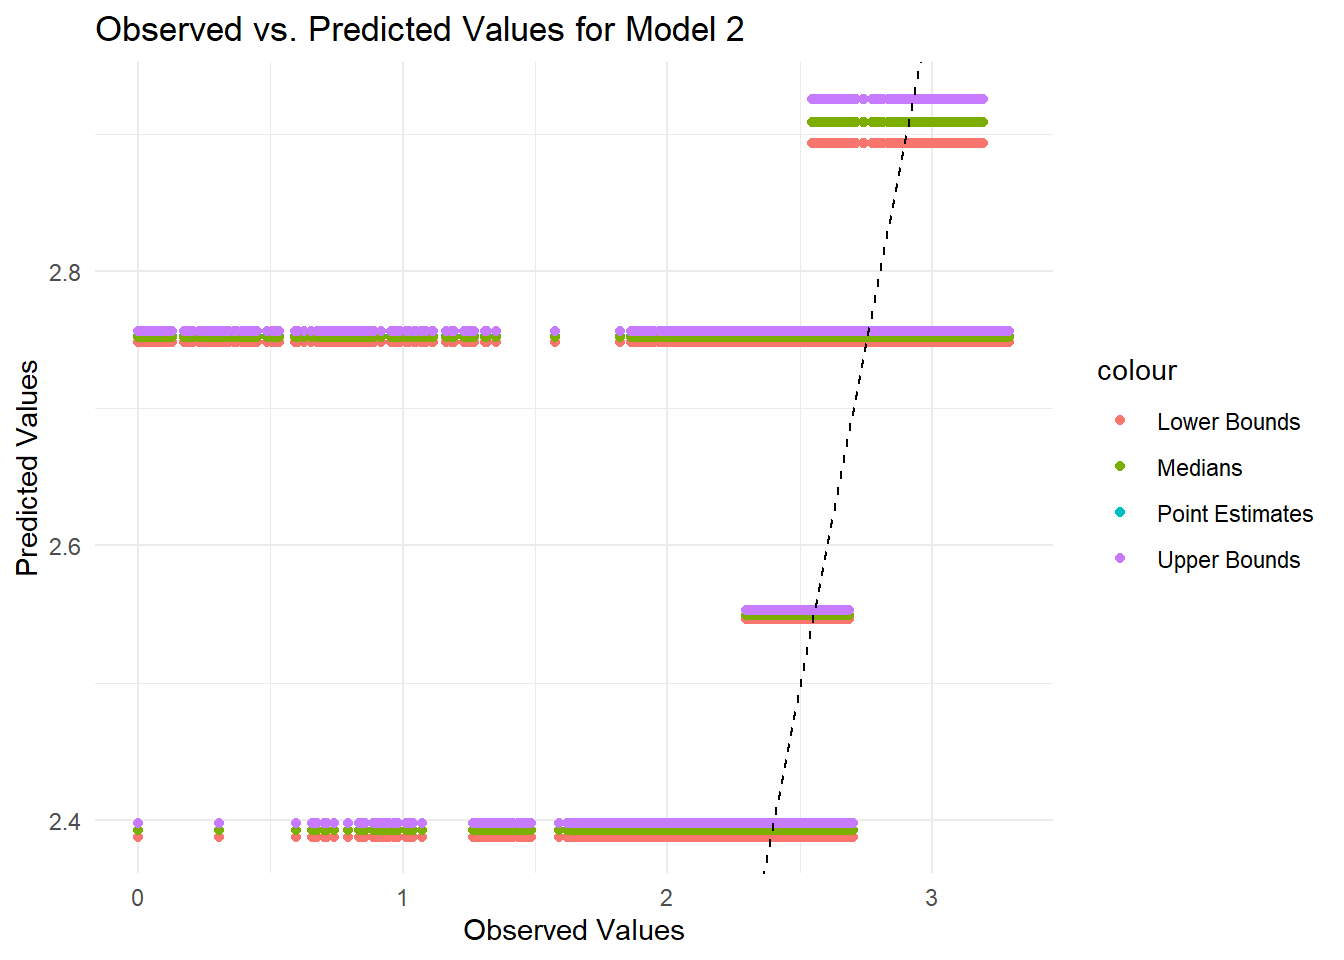 Observed vs. Predicted Values for Model 2
Predicted Values
2.8
2.6
2.4
0
1
2
3
Observed Values
colour
Lower Bounds
Medians
Point Estimates
Upper Bounds